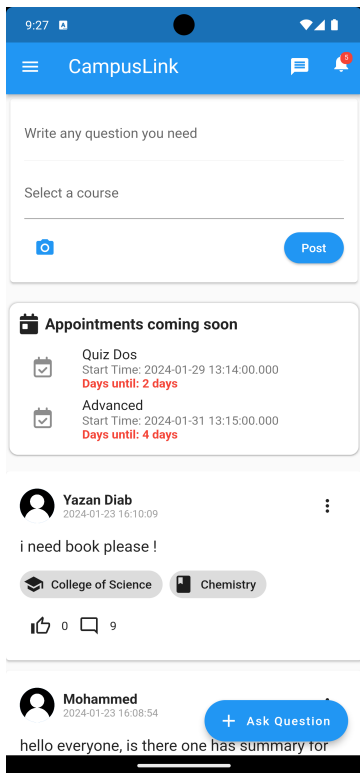 9:27 A
CampusLink
5
Write any question you need
Select a course
Post
Appointments coming soon
Quiz Dos
Start Time: 2024-01-29 13:14:00.000
Days until: 2 days
Advanced
Start Time: 2024-01-31 13:15:00.000
Days until: 4 days
Yazan Diab
2024-01-23 16:10:09
i need book please !
College of Science Chemistry
0 9
Mohammed
2024-01-23 16:08:54
+ Ask Question
hello everyone, is there one has summary for